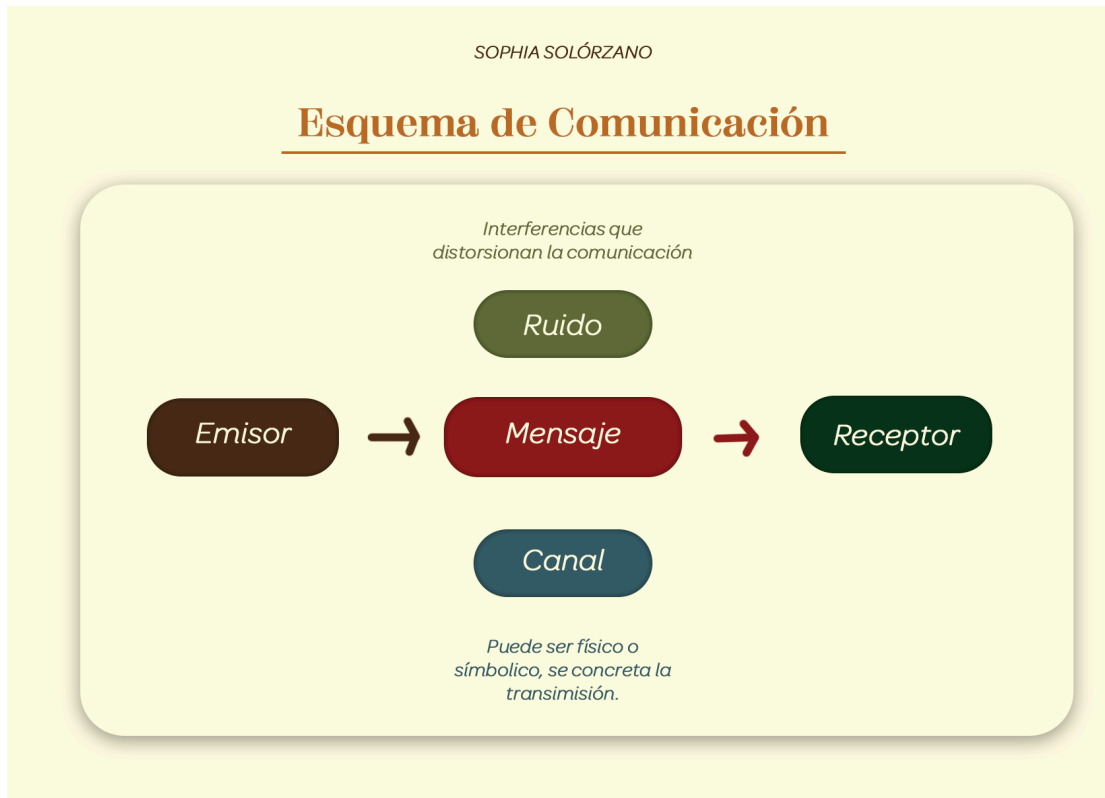 SOPHIA SOLÓRZANO
Esquema de Comunicación
Interferencias que
distorsionan la comunicación
Ruido
Emisor
Mensaje
Receptor
Canal
Puede ser físico o
símbolico, se concreta la
transimisión.